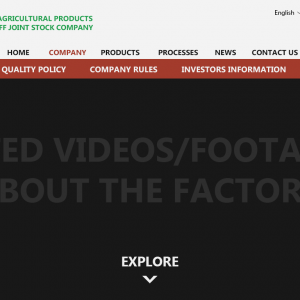 English
AGRICULTURAL PRODUCTS
FF JOINT STOCK COMPANY
HOME COMPANY PRODUCTS PROCESSES NEWS CONTACT US
QUALITY POLICY COMPANY RULES INVESTORS INFORMATION
ED VIDEOS/FOOTA
BOUT THE FACTOR
EXPLORE